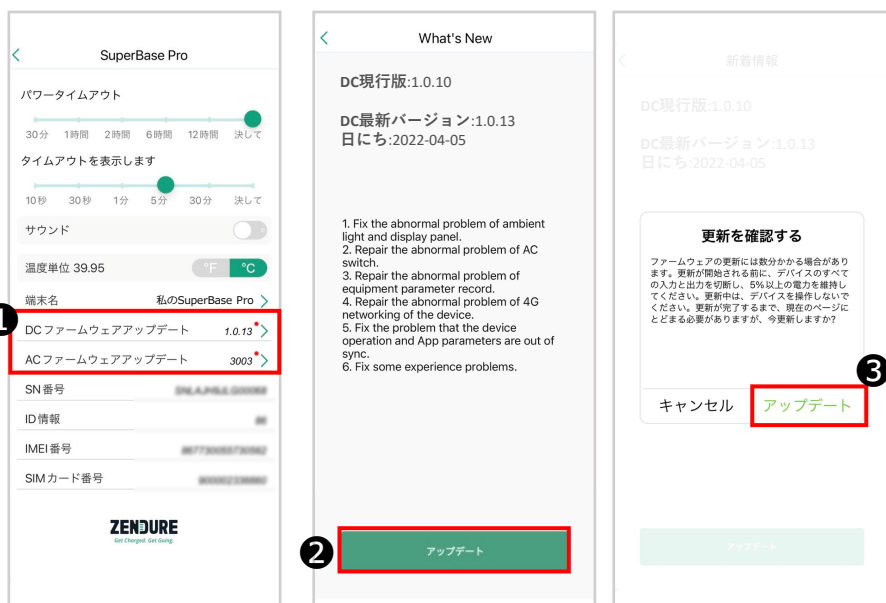 SuperBase Pro
パワータイムアウト
30分 1時間 2時間 6時間 12時間 決して
タイムアウトを表示します
10秒 30秒 1分 5分 30分 決して
サウンド
温度単位 39.95 °F °C
端末名 私のSuperBase Pro
❶
DCファームウェアアップデート 1.0.13
ACファームウェアアップデート 3003
SN番号
ID情報
IMEI番号
SIMカード番号
ZENDURE
Get Charged. Get Going.
What's New
DC現行版:1.0.10
DC最新バージョン:1.0.13
日にち:2022-04-05
1. Fix the abnormal problem of ambient
light and display panel.
2. Repair the abnormal problem of AC
switch.
3. Repair the abnormal problem of
equipment parameter record.
4. Repair the abnormal problem of 4G
networking of the device.
5. Fix the problem that the device
operation and App parameters are out of
sync.
6. Fix some experience problems.
❷
アップデート
新着情報
DC現行版:1.0.10
DC最新バージョン:1.0.13
日にち:2022-04-05
更新を確認する
ファームウェアの更新には数分かかる場合があり
ます。更新が開始される前に、デバイスのすべて
の入力と出力を切断し、5%以上の電力を維持し
てください。更新中は、デバイスを操作しないで
ください。更新が完了するまで、現在のページに
とどまる必要がありますが、今更新しますか?
❸
キャンセル アップデート
アップデート